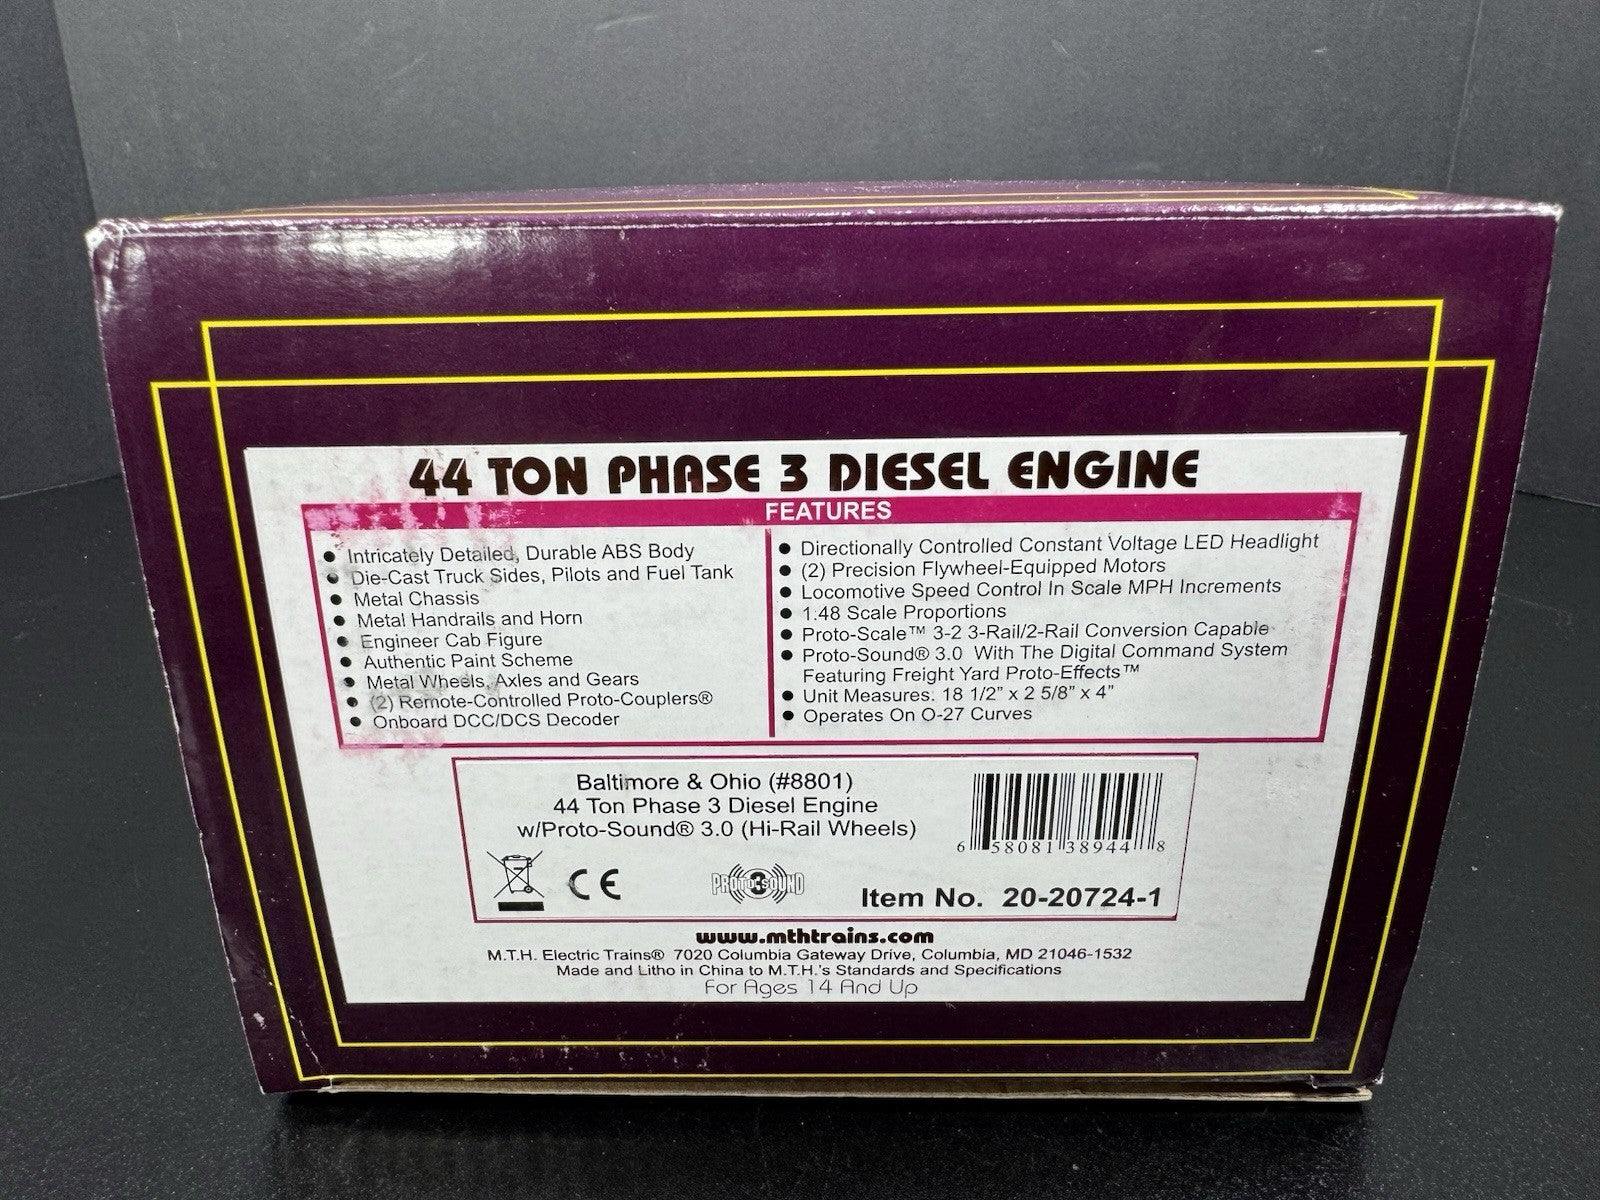 44 TON PHASE 3 DIESEL ENGINE
FEATURES
● Intricately Detailed, Durable ABS Body
● Die-Cast Truck Sides, Pilots and Fuel Tank
● Metal Chassis
● Metal Handrails and Horn
● Engineer Cab Figure
● Authentic Paint Scheme
● Metal Wheels, Axles and Gears
● (2) Remote-Controlled Proto-Couplers®
● Onboard DCC/DCS Decoder
● Directionally Controlled Constant Voltage LED Headlight
● (2) Precision Flywheel-Equipped Motors
● Locomotive Speed Control In Scale MPH Increments
● 1:48 Scale Proportions
● Proto-Scale™ 3-2 3-Rail/2-Rail Conversion Capable
● Proto-Sound® 3.0 With The Digital Command System
Featuring Freight Yard Proto-Effects™
● Unit Measures: 18 1/2” x 2 5/8” x 4”
● Operates On O-27 Curves
Baltimore & Ohio (#8801)
44 Ton Phase 3 Diesel Engine
w/Proto-Sound® 3.0 (Hi-Rail Wheels)
6 58081 38944 8
CE
PROTO-SOUND 3
Item No. 20-20724-1
www.mthtrains.com
M.T.H. Electric Trains® 7020 Columbia Gateway Drive, Columbia, MD 21046-1532
Made and Litho in China to M.T.H.'s Standards and Specifications
For Ages 14 And Up